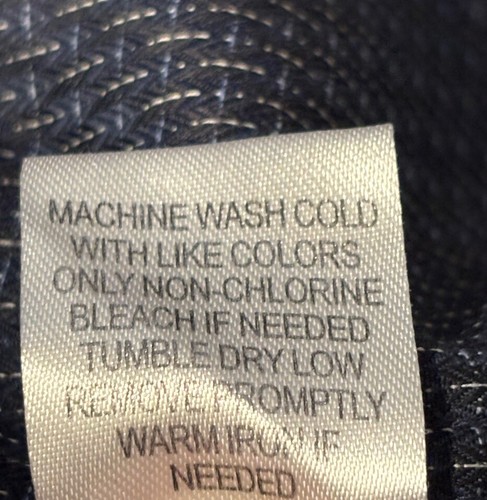 MACHINE WASH COLD
WITH LIKE COLORS
ONLY NON-CHLORINE
BLEACH IF NEEDED
TUMBLE DRY LOW
REMOVE PROMPTLY
WARM IRON IF
NEEDED